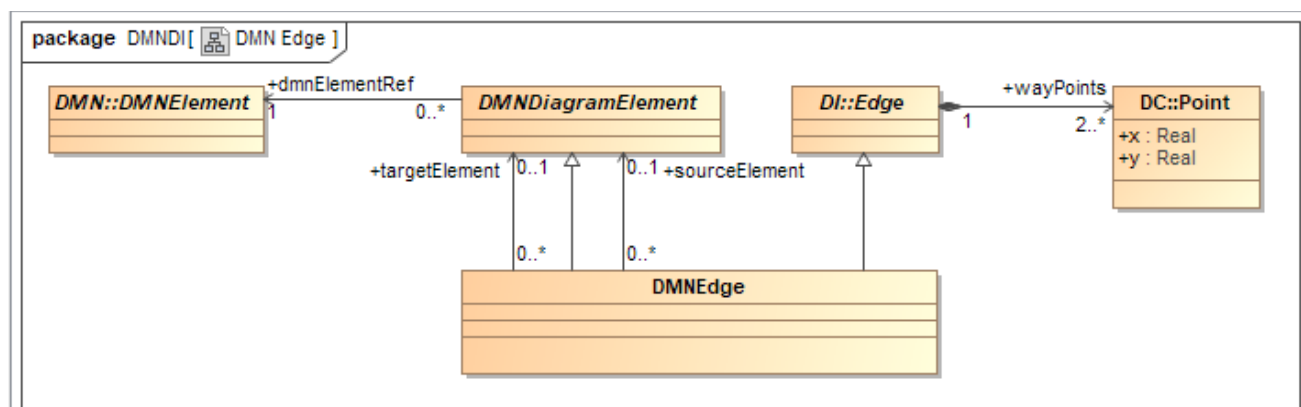 package DMNDI[ DMN Edge ]
DMN::DMNElement
+dmnElementRef
1
0..*
DMNDiagramElement
DI::Edge
1
+wayPoints
2..*
DC::Point
+x : Real
+y : Real
+targetElement
0..1
0..1
+sourceElement
0..*
0..*
DMNEdge